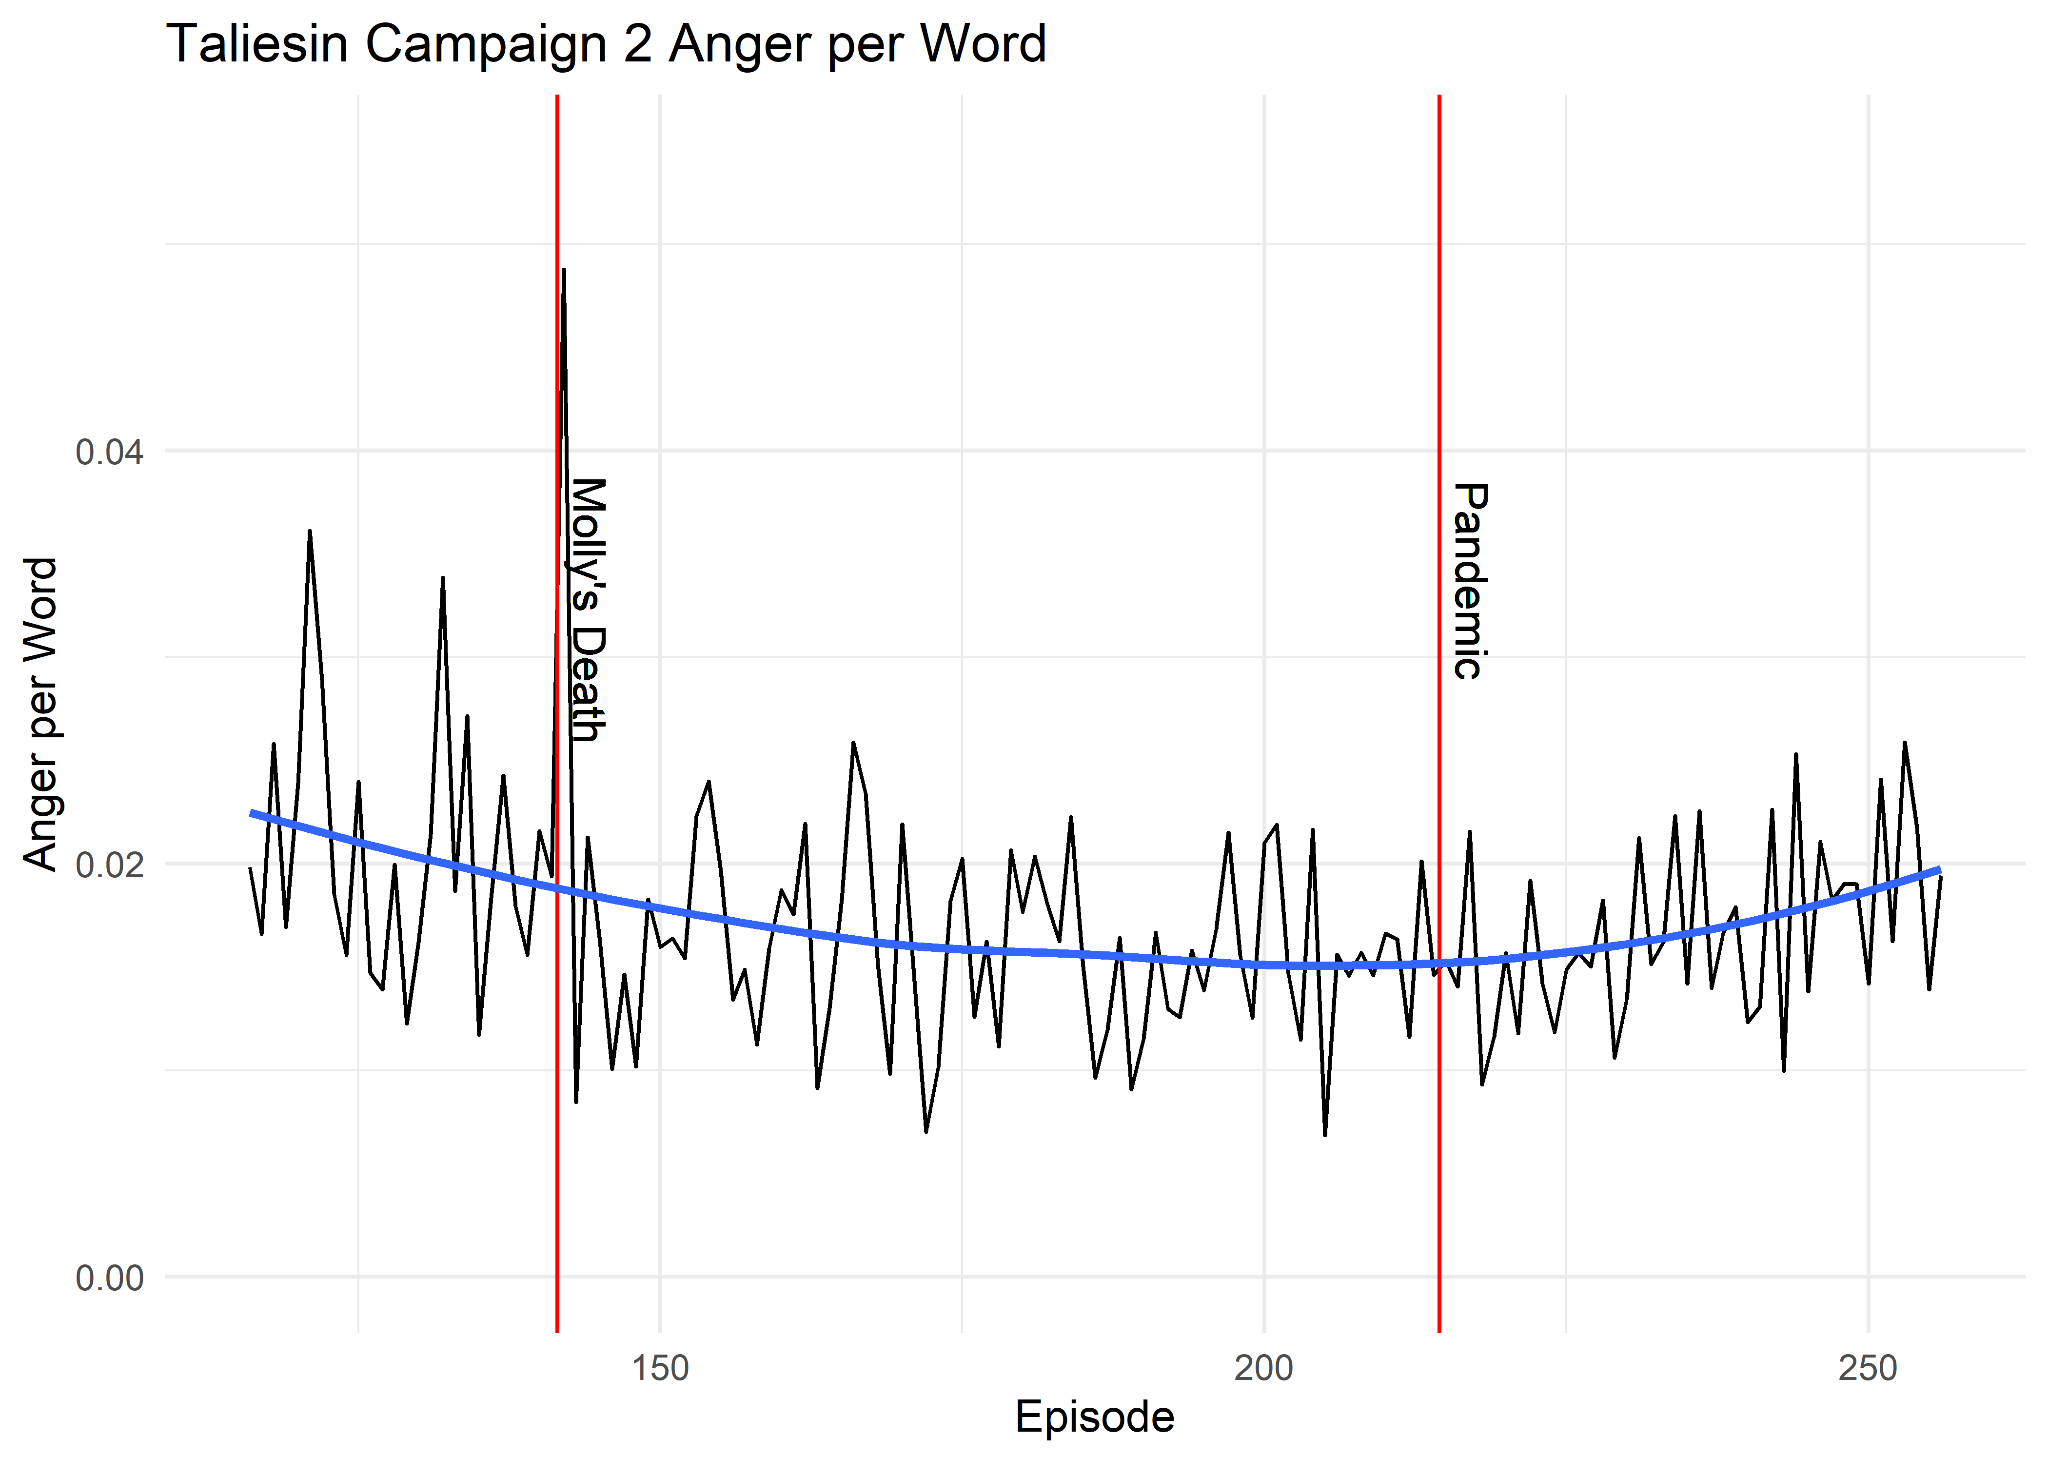 Taliesin Campaign 2 Anger per Word
Anger per Word
0.04
0.02
0.00
Molly's Death
Pandemic
150
200
250
Episode